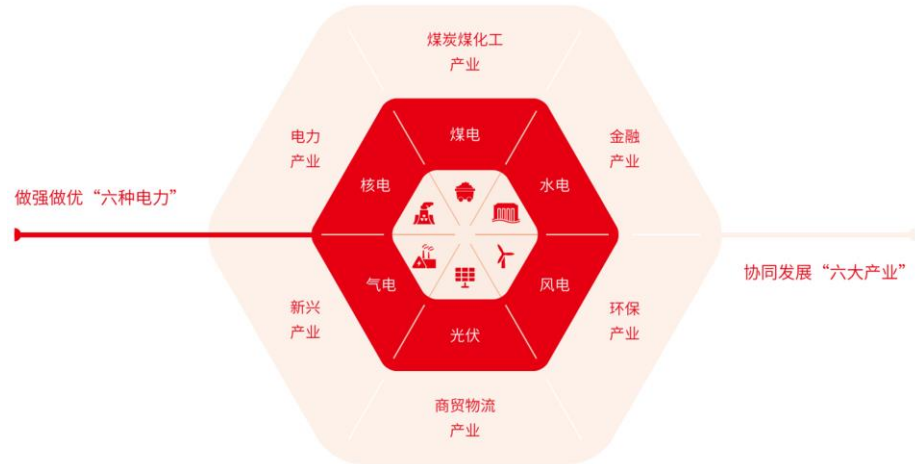 煤炭煤化工
产业
电力
产业
煤电
金融
产业
核电
水电
做强做优“六种电力”
协同发展“六大产业”
气电
风电
新兴
产业
光伏
环保
产业
商贸物流
产业